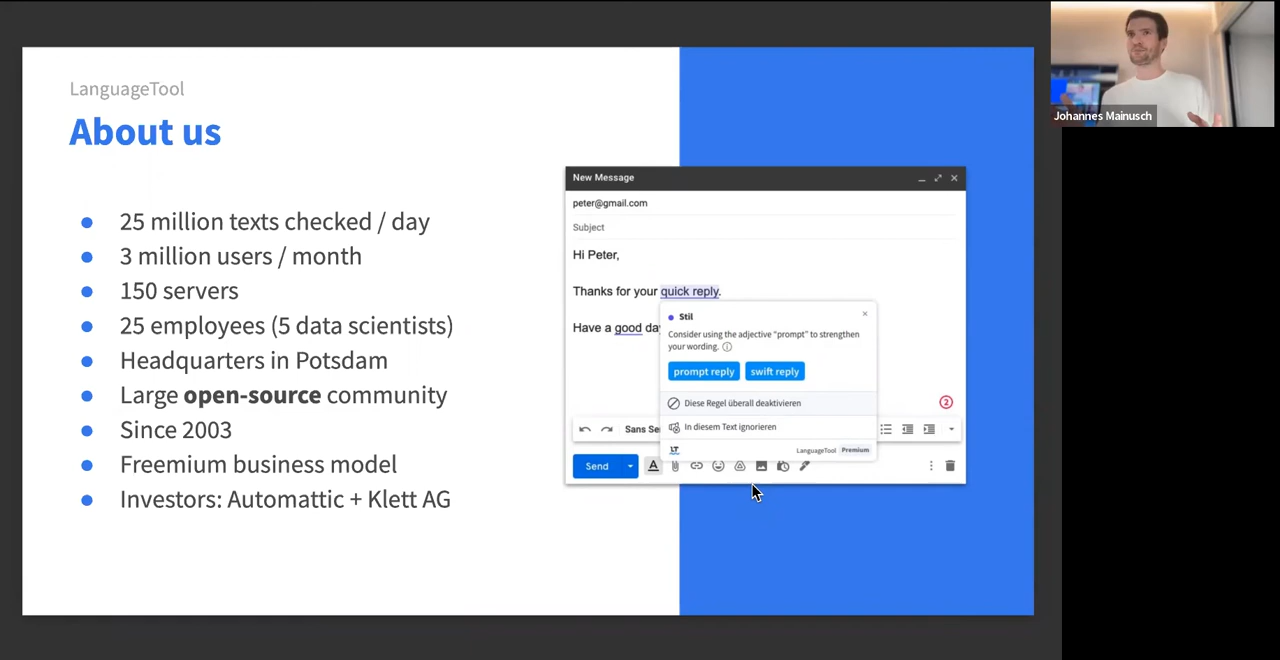 LanguageTool
About us
25 million texts checked / day
3 million users / month
150 servers
25 employees (5 data scientists)
Headquarters in Potsdam
Large open-source community
Since 2003
Freemium business model
Investors: Automattic + Klett AG
New Message
peter@gmail.com
Subject
Hi Peter,
Thanks for your quick reply.
Have a good day
Stil
Consider using the adjective "prompt" to strengthen
your wording.
prompt reply swift reply
Diese Regel überall deaktivieren
In diesem Text ignorieren
LT LanguageTool Premium
2
Sans Se
Send
Johannes Mainusch